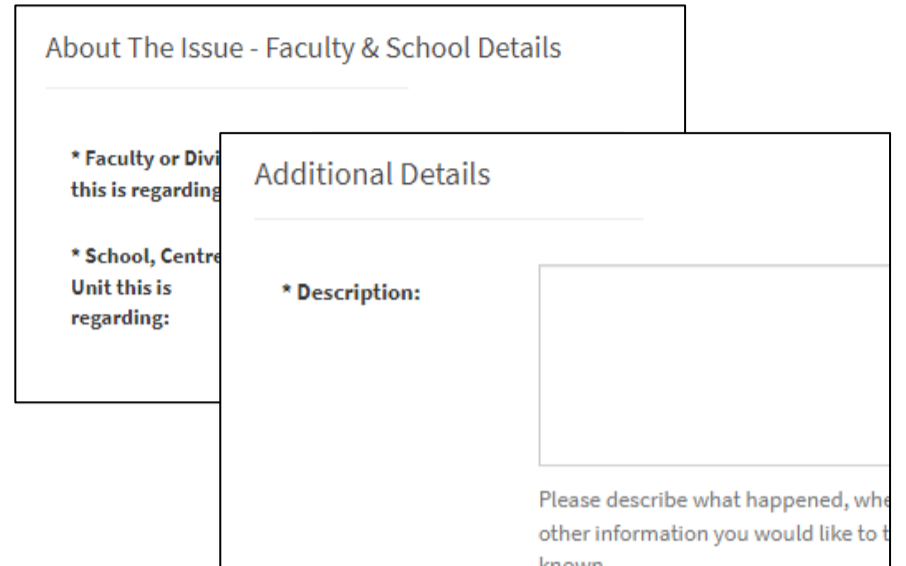 About The Issue - Faculty & School Details
* Faculty or Divi
this is regarding
* School, Centre
Unit this is
regarding:
Additional Details
* Description:
Please describe what happened, whe
other information you would like to t
known